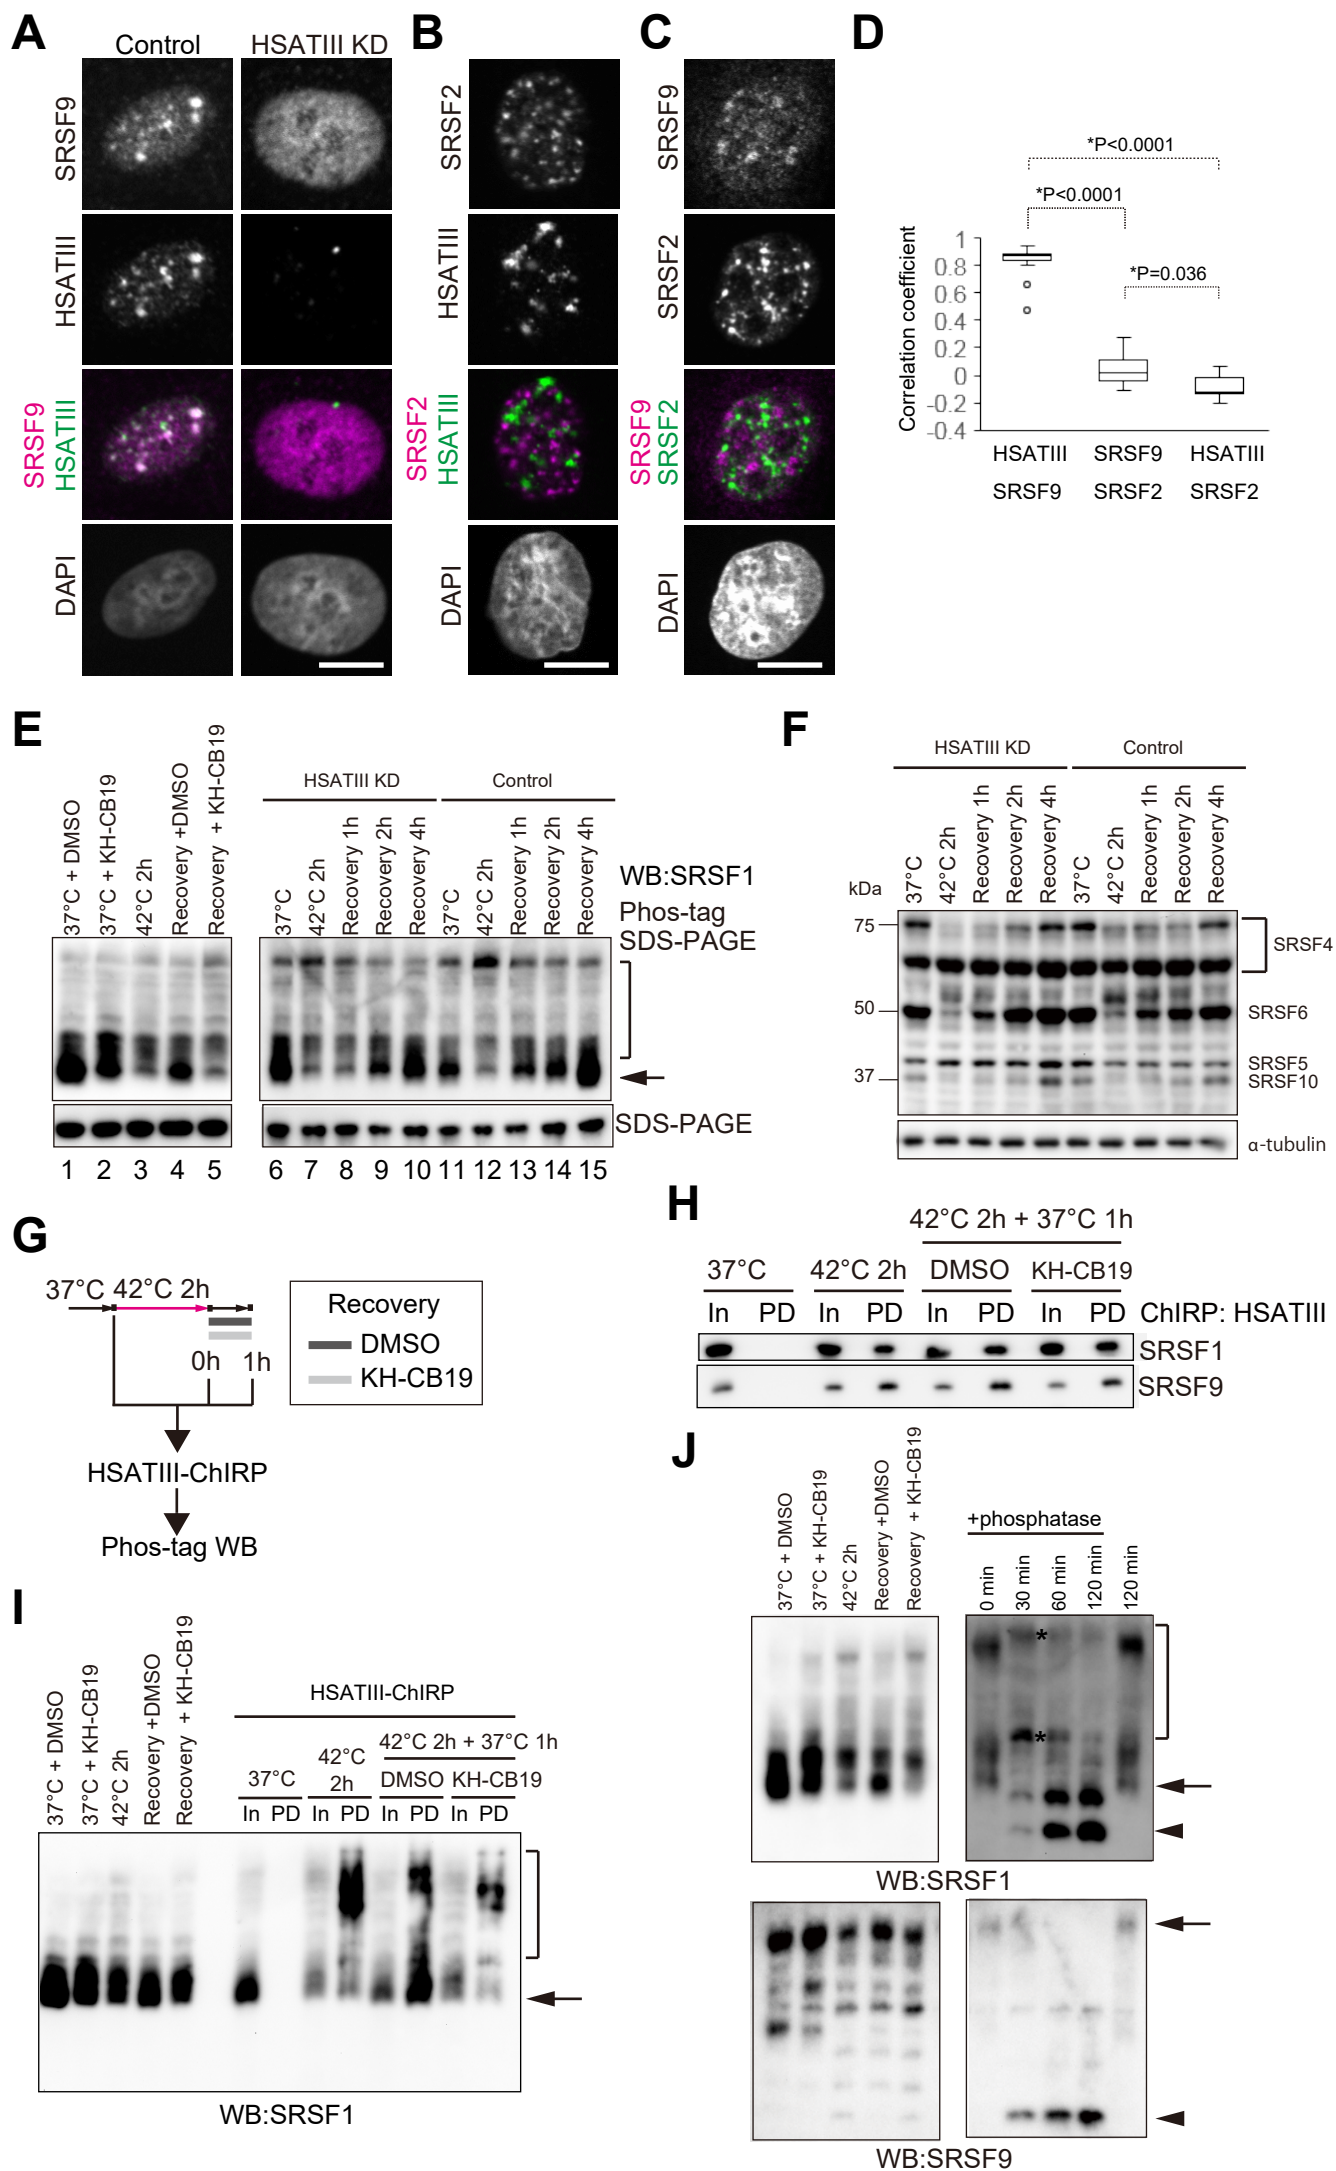 A
Control
HSATIII KD
SRSF9
HSATIII
SRSF9
HSATIII
DAPI
B
SRSF2
HSATIII
SRSF2
HSATIII
DAPI
C
SRSF9
SRSF2
SRSF9
SRSF2
DAPI
D
*P<0.0001
*P<0.0001
*P=0.036
Correlation coefficient
1
0.8
0.6
0.4
0.2
0
-0.2
-0.4
HSATIII SRSF9 HSATIII
SRSF9 SRSF2 SRSF2
E
37°C + DMSO
37°C + KH-CB19
42°C 2h
Recovery +DMSO
Recovery + KH-CB19
HSATIII KD
Control
37°C
42°C 2h
Recovery 1h
Recovery 2h
Recovery 4h
37°C
42°C 2h
Recovery 1h
Recovery 2h
Recovery 4h
WB:SRSF1
Phos-tag
SDS-PAGE
SDS-PAGE
1 2 3 4 5 6 7 8 9 10 11 12 13 14 15
F
HSATIII KD
Control
37°C
42°C 2h
Recovery 1h
Recovery 2h
Recovery 4h
37°C
42°C 2h
Recovery 1h
Recovery 2h
Recovery 4h
kDa
75
50
37
SRSF4
SRSF6
SRSF5
SRSF10
α-tubulin
G
37°C 42°C 2h
0h 1h
Recovery
DMSO
KH-CB19
HSATIII-ChIRP
Phos-tag WB
H
42°C 2h + 37°C 1h
37°C 42°C 2h DMSO KH-CB19
In PD In PD In PD In PD ChIRP: HSATIII
SRSF1
SRSF9
I
37°C + DMSO
37°C + KH-CB19
42°C 2h
Recovery +DMSO
Recovery + KH-CB19
HSATIII-ChIRP
42°C 2h + 37°C 1h
37°C
42°C
2h
DMSO KH-CB19
In PD In PD In PD In PD
WB:SRSF1
J
37°C + DMSO
37°C + KH-CB19
42°C 2h
Recovery +DMSO
Recovery + KH-CB19
+phosphatase
0 min
30 min
60 min
120 min
120 min
*
*
WB:SRSF1
WB:SRSF9